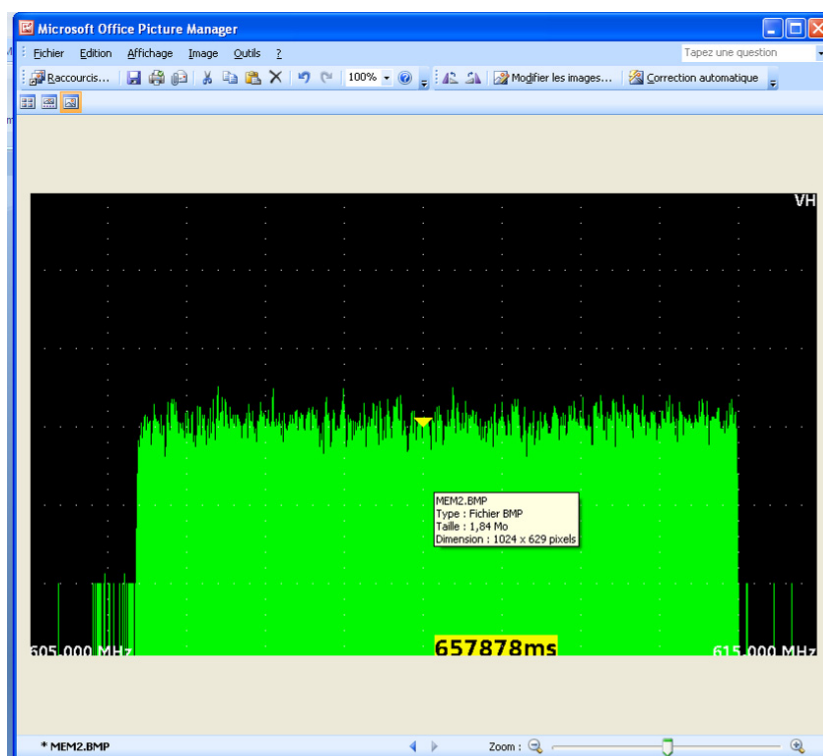 Microsoft Office Picture Manager
Fichier Edition Affichage Image Outils ? Tapez une question
Raccourcis... 100% Modifier les images... Correction automatique
VH
MEM2.BMP
Type : Fichier BMP
Taille : 1,84 Mo
Dimension : 1024 x 629 pixels
605.000 MHz 657878ms 615.000 MHz
* MEM2.BMP Zoom :